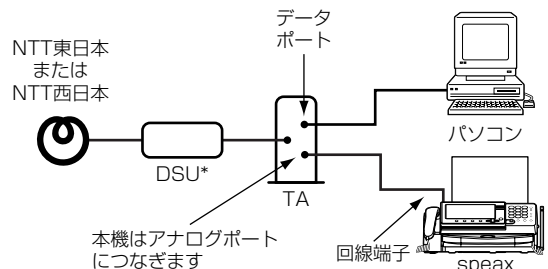 NTT東日本
または
NTT西日本
データ
ポート
パソコン
DSU*
TA
本機はアナログポート
につなぎます
回線端子
speax